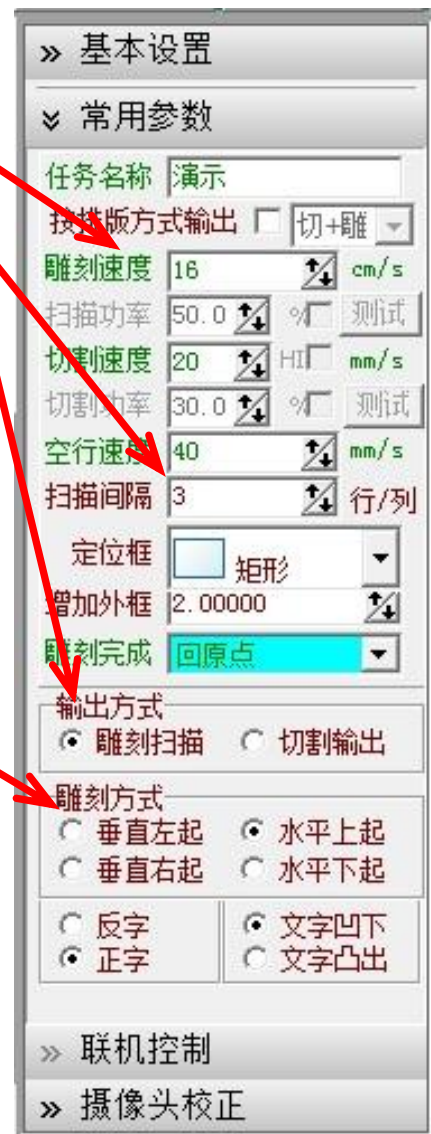 » 基本设置
常用参数
任务名称 演示
按排版方式输出 切+雕
雕刻速度 16 cm/s
扫描功率 50.0 % 测试
切割速度 20 HI mm/s
切割功率 30.0 % 测试
空行速度 40 mm/s
扫描间隔 3 行/列
定位框 矩形
增加外框 2.00000
雕刻完成 回原点
输出方式
雕刻扫描 切割输出
雕刻方式
垂直左起 水平上起
垂直右起 水平下起
反字 文字凹下
正字 文字凸出
» 联机控制
» 摄像头校正